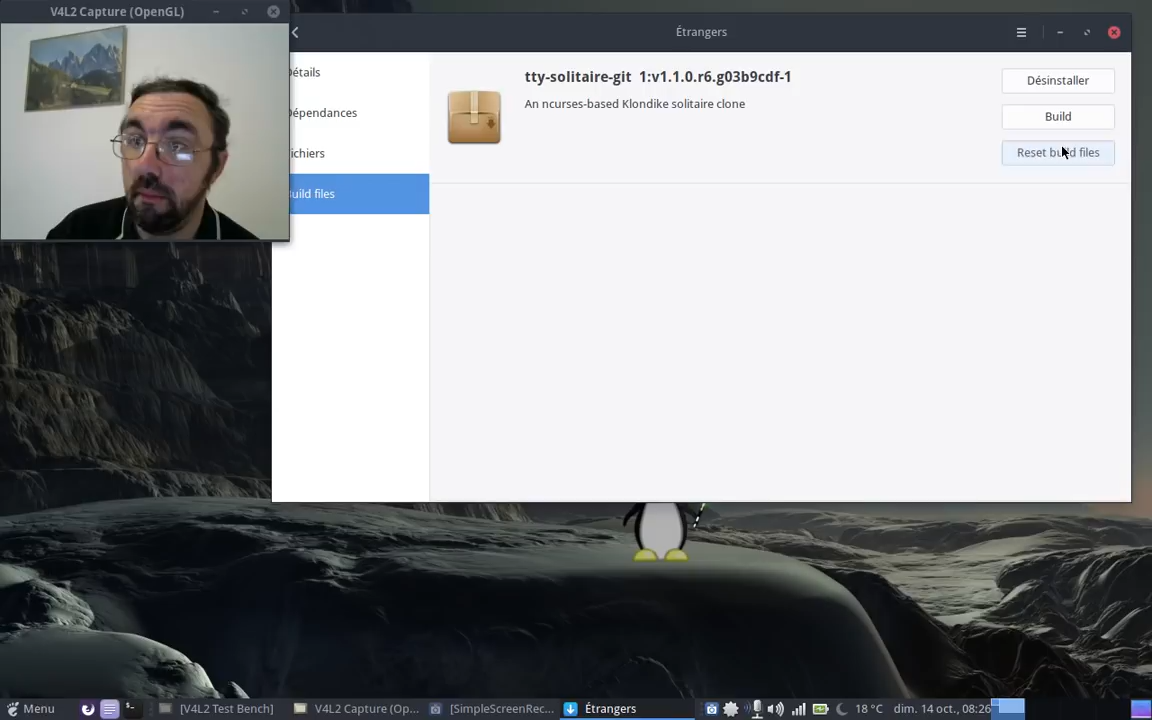 V4L2 Capture (OpenGL)
Étrangers
étails
épendances
ichiers
uild files
tty-solitaire-git 1:v1.1.0.r6.g03b9cdf-1
An ncurses-based Klondike solitaire clone
Désinstaller
Build
Reset build files
Menu
[V4L2 Test Bench]
V4L2 Capture (Op...
[SimpleScreenRec...
Étrangers
18 °C
dim. 14 oct., 08:26